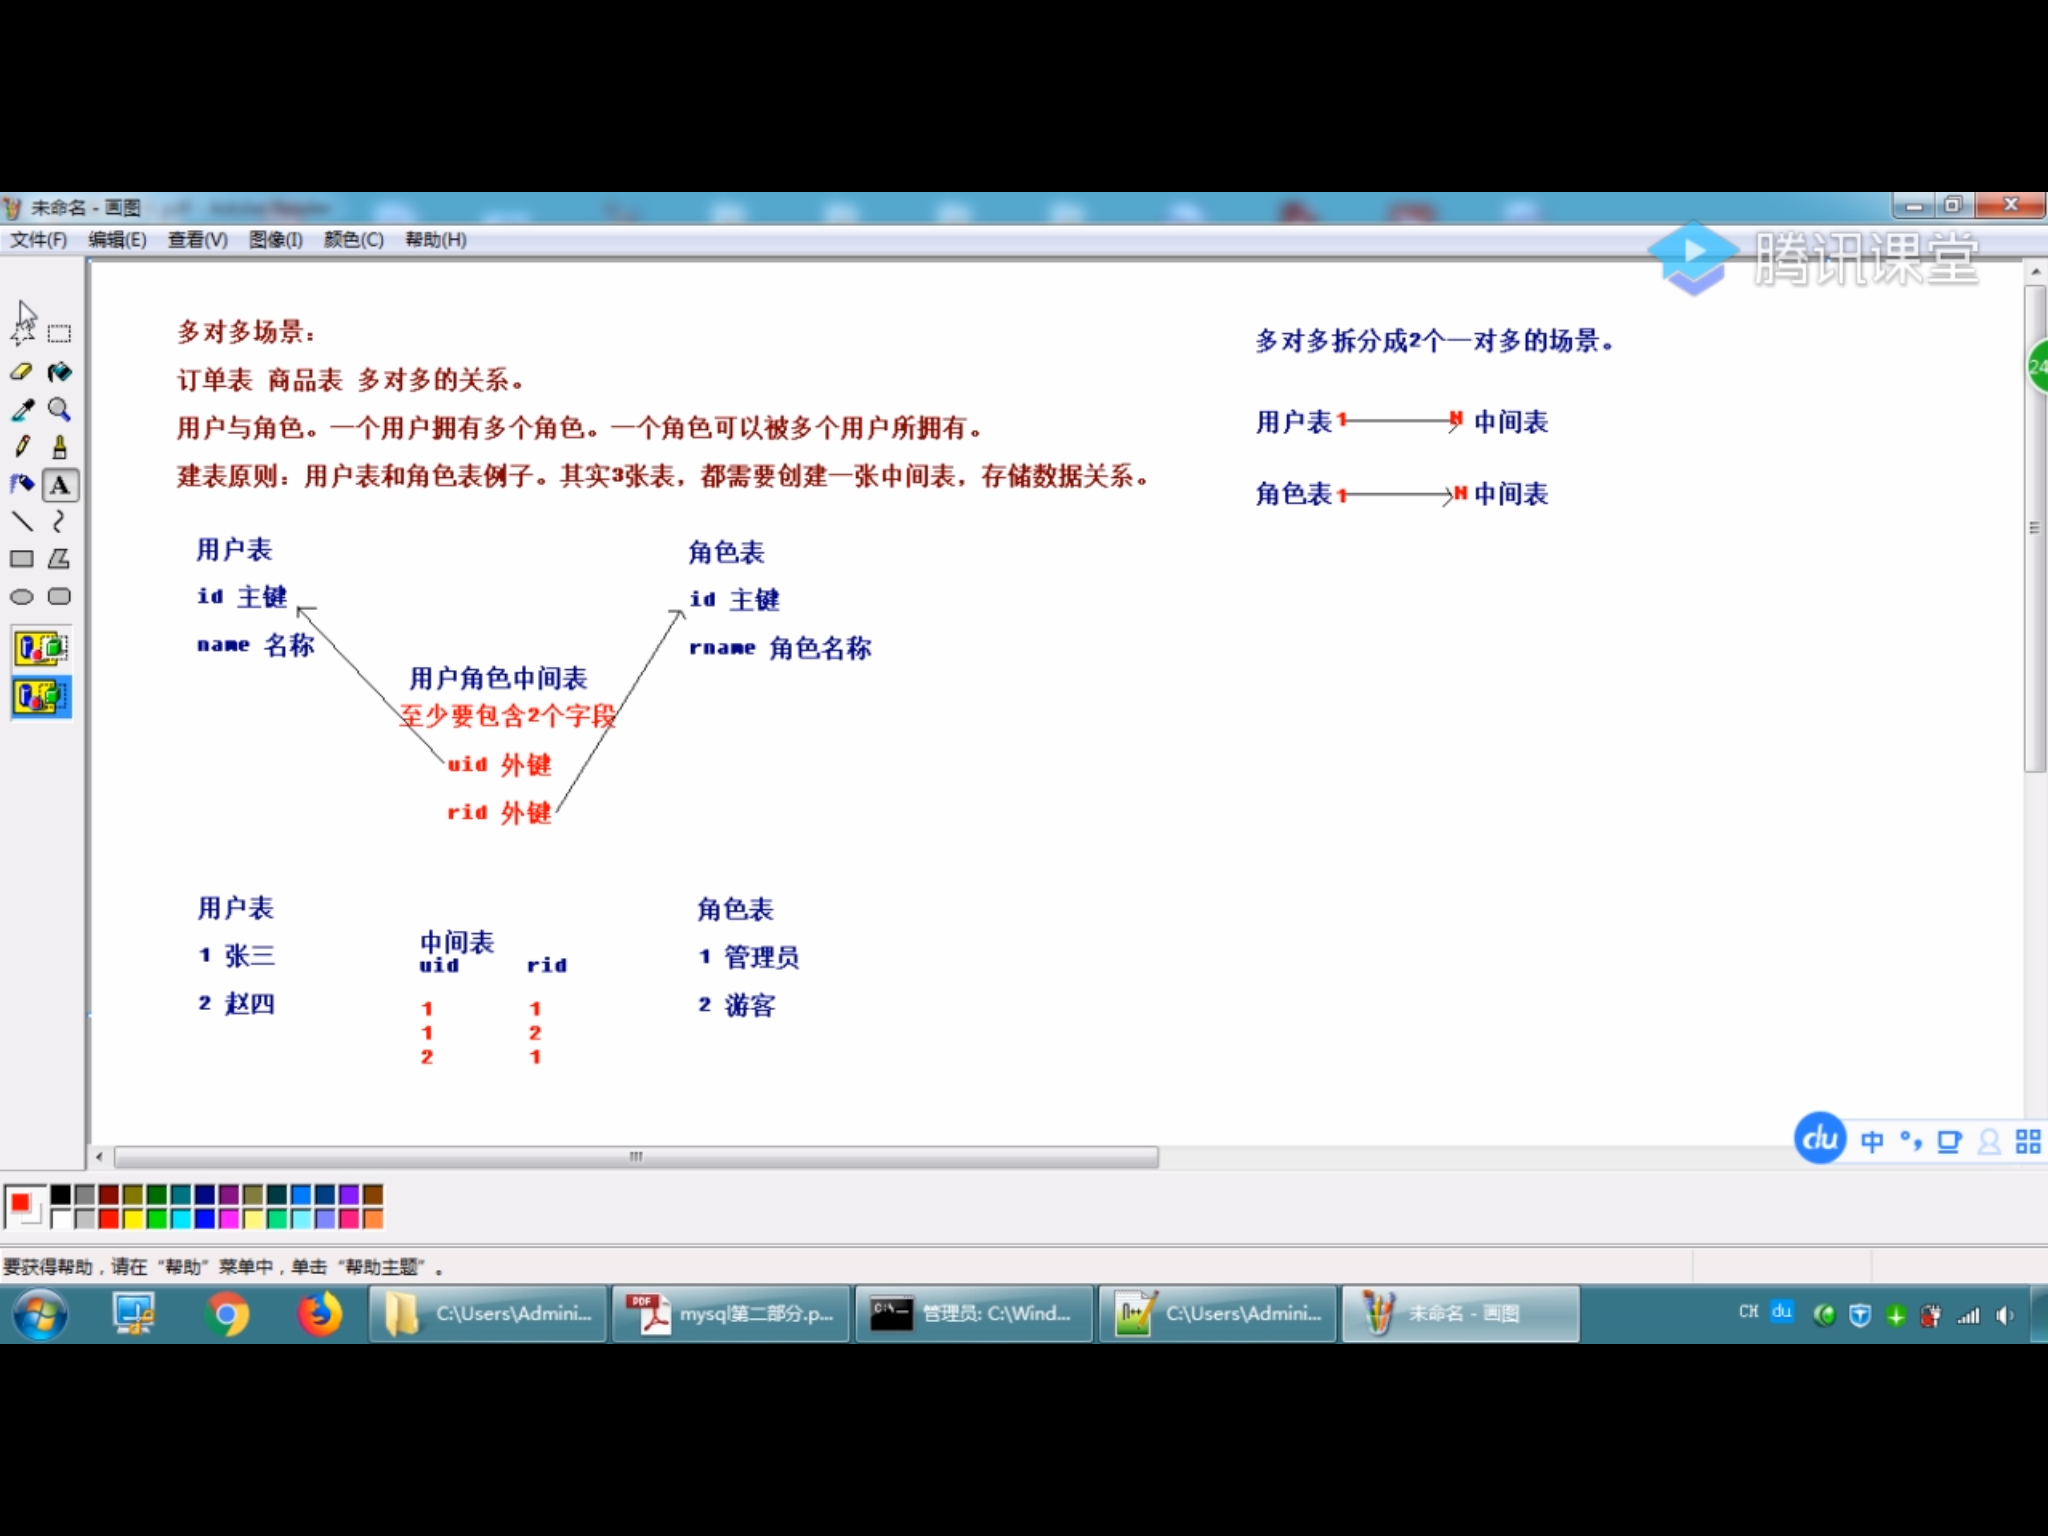 未命名 - 画图
文件(F) 编辑(E) 查看(V) 图像(I) 颜色(C) 帮助(H)
腾讯课堂
多对多场景：
订单表 商品表 多对多的关系。
用户与角色。一个用户拥有多个角色。一个角色可以被多个用户所拥有。
建表原则：用户表和角色表例子。其实3张表，都需要创建一张中间表，存储数据关系。
多对多拆分成2个一对多的场景。
用户表1 N 中间表
角色表1 N 中间表
24
用户表
id 主键
name 名称
角色表
id 主键
rname 角色名称
用户角色中间表
至少要包含2个字段
uid 外键
rid 外键
用户表
1 张三
2 赵四
中间表
uid rid
1 1
1 2
2 1
角色表
1 管理员
2 游客
du 中
要获得帮助，请在“帮助”菜单中，单击“帮助主题”。
C:\Users\Admini...
mysql第二部分.p...
管理员: C:\Wind...
C:\Users\Admini...
未命名 - 画图
CH du